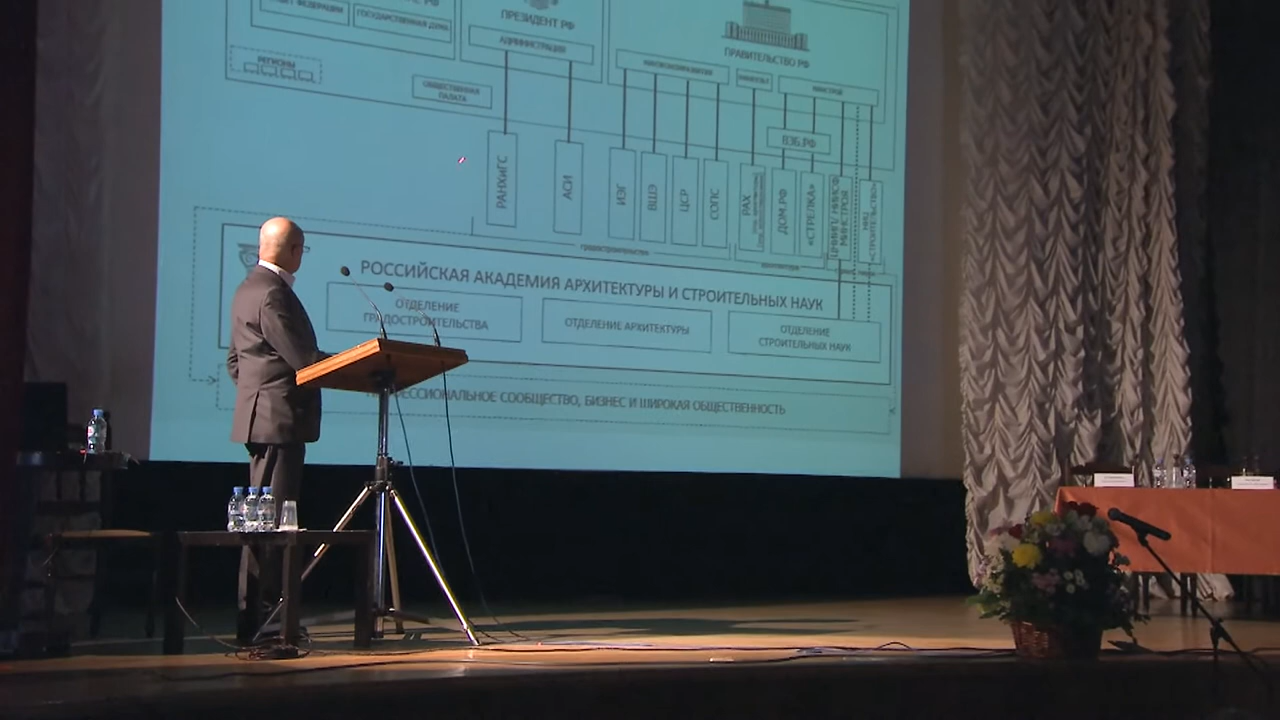 ГОСУДАРСТВЕННАЯ ДУМА
ПРЕЗИДЕНТ РФ
АДМИНИСТРАЦИЯ
ПРАВИТЕЛЬСТВО РФ
РЕГИОНЫ
ОБЩЕСТВЕННАЯ
ПАЛАТА
ВЭБ.РФ
РАНХиГС
АСИ
ИЭГ
ВШЭ
ЦСР
СОПС
РАХ
ДОМ.РФ
«СТРЕЛКА»
МИНСТРОЯ
«СТРОИТЕЛЬСТВО»
градостроительство
РОССИЙСКАЯ АКАДЕМИЯ АРХИТЕКТУРЫ И СТРОИТЕЛЬНЫХ НАУК
ОТДЕЛЕНИЕ
ГРАДОСТРОИТЕЛЬСТВА
ОТДЕЛЕНИЕ АРХИТЕКТУРЫ
ОТДЕЛЕНИЕ
СТРОИТЕЛЬНЫХ НАУК
СООБЩЕСТВО, БИЗНЕС И ШИРОКАЯ ОБЩЕСТВЕННОСТЬ